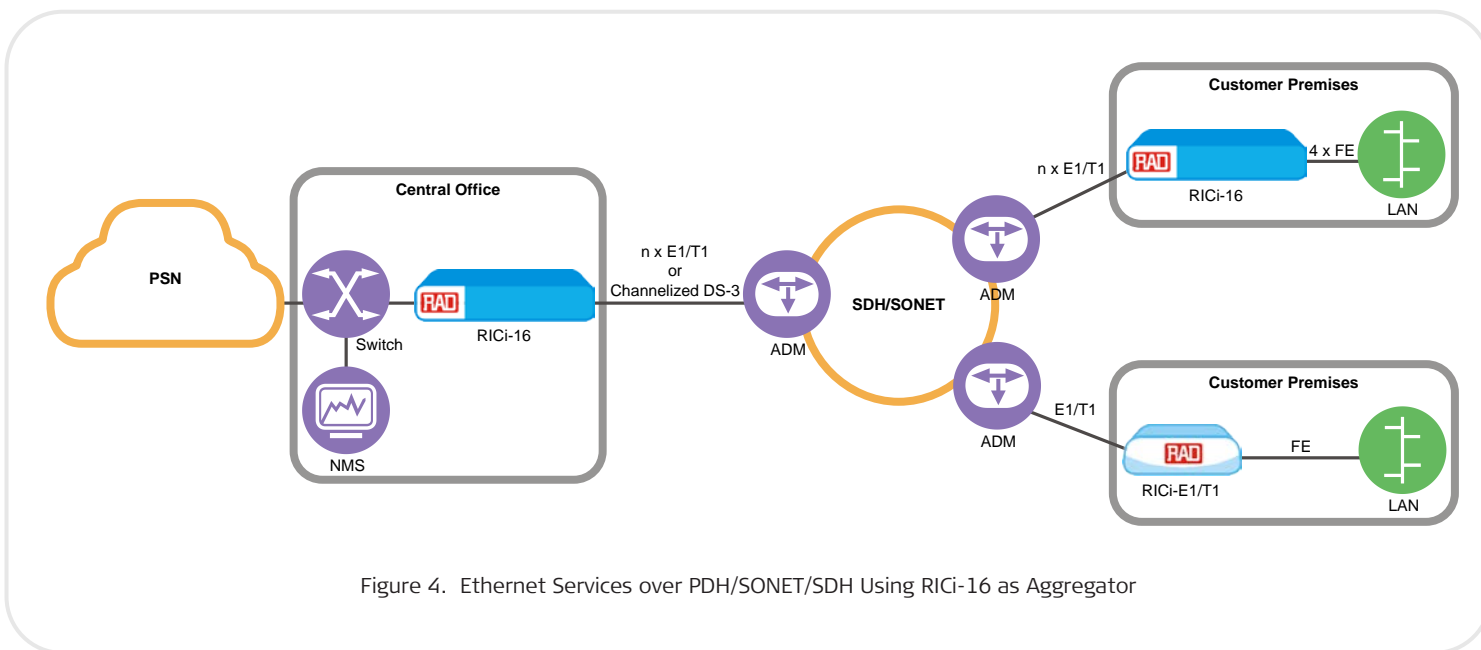 Customer Premises
RAD
RICi-16
4 x FE
LAN
n x E1/T1
Central Office
PSN
Switch
NMS
RAD
RICi-16
n x E1/T1
or
Channelized DS-3
ADM
SDH/SONET
ADM
ADM
E1/T1
Customer Premises
RAD
RICi-E1/T1
FE
LAN
Figure 4. Ethernet Services over PDH/SONET/SDH Using RICi-16 as Aggregator